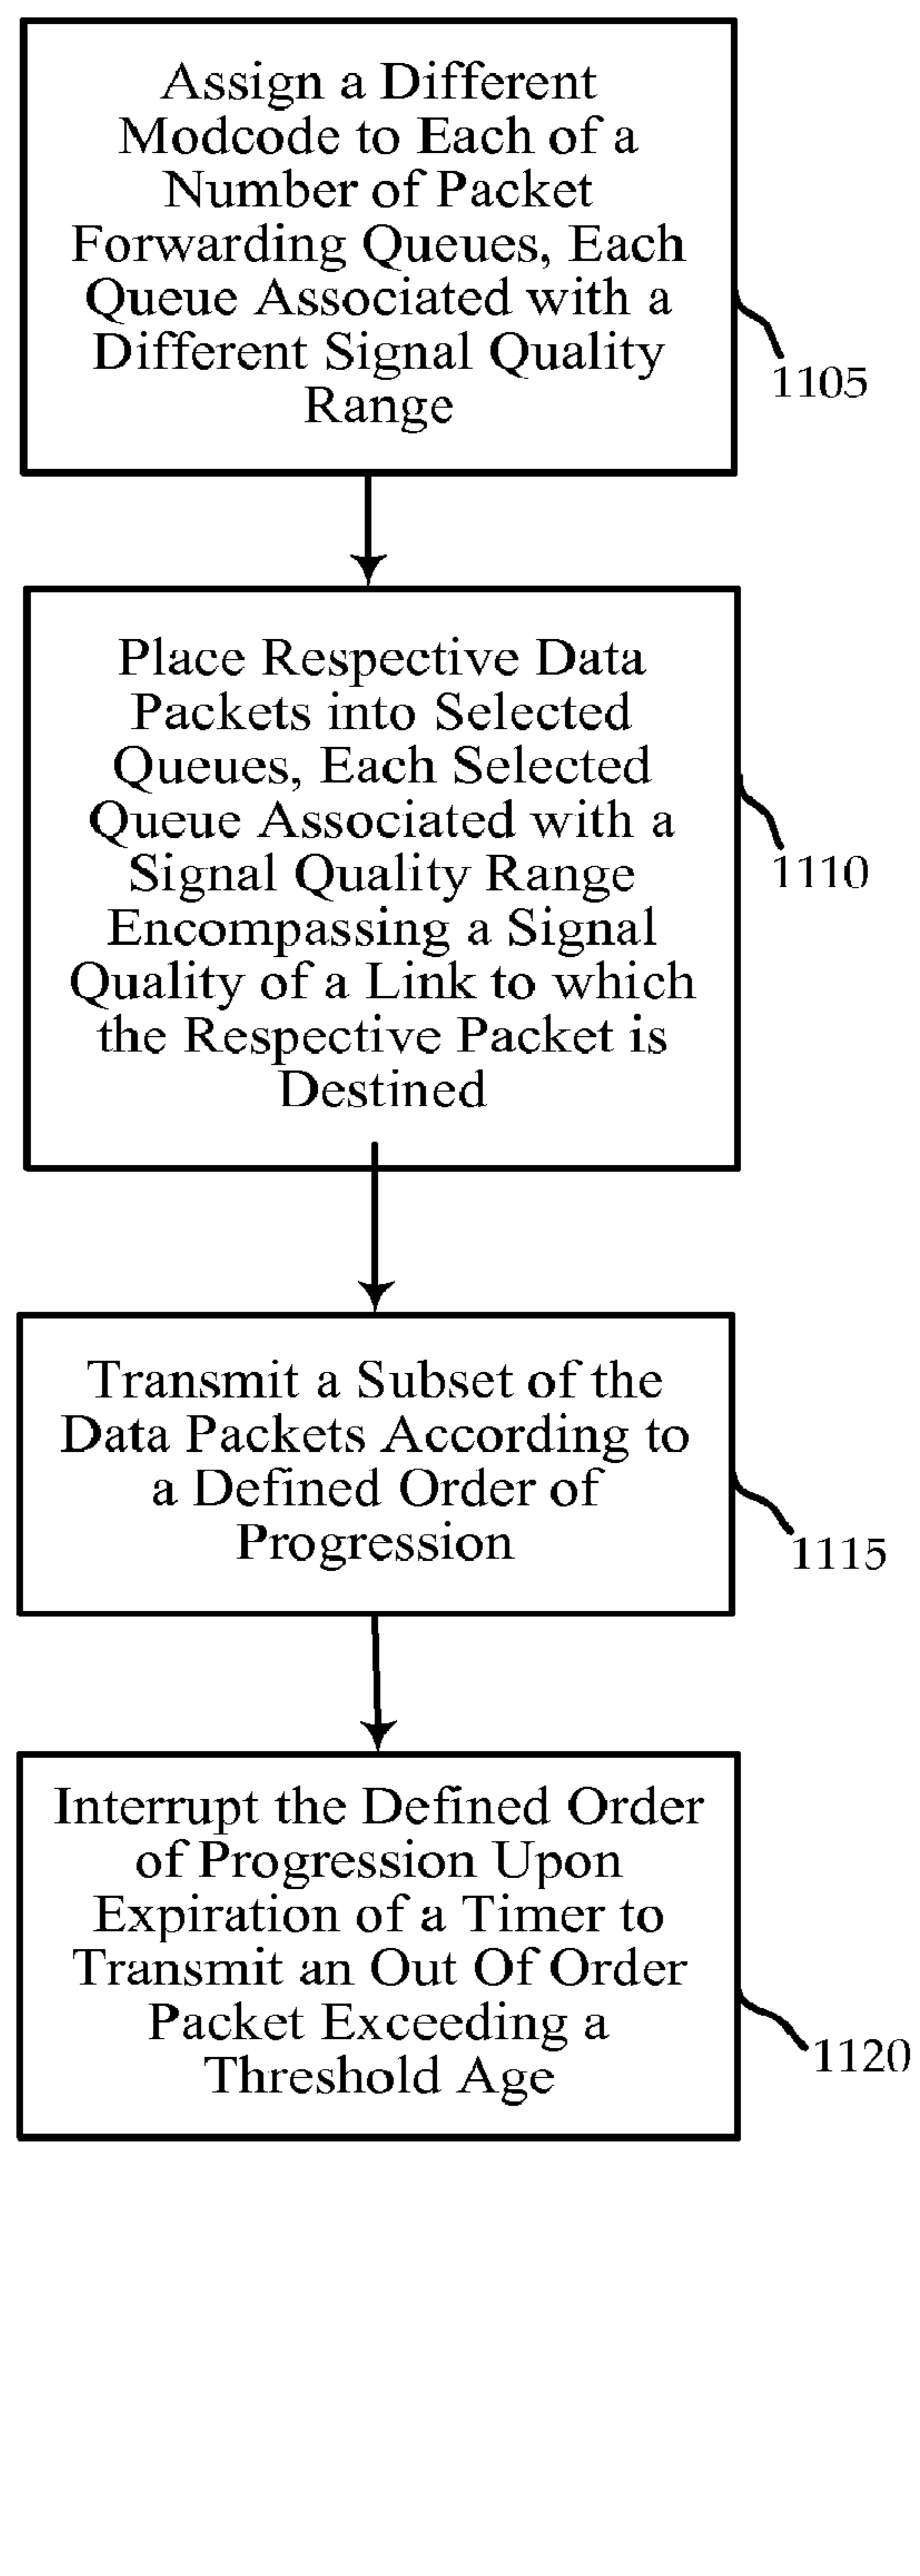 Assign a Different
Modcode to Each of a
Number of Packet
Forwarding Queues, Each
Queue Associated with a
Different Signal Quality
Range
1105
Place Respective Data
Packets into Selected
Queues, Each Selected
Queue Associated with a
Signal Quality Range
Encompassing a Signal
Quality of a Link to which
the Respective Packet is
Destined
1110
Transmit a Subset of the
Data Packets According to
a Defined Order of
Progression
1115
Interrupt the Defined Order
of Progression Upon
Expiration of a Timer to
Transmit an Out Of Order
Packet Exceeding a
Threshold Age
1120